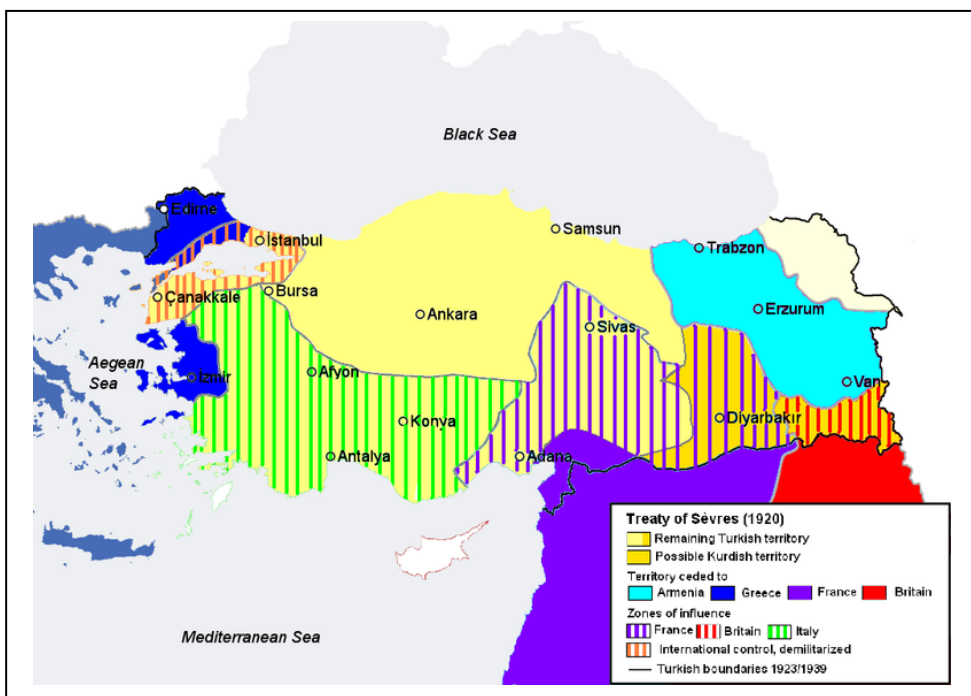 Black Sea
Edirne
İstanbul
Samsun
Trabzon
Çanakkale
Bursa
Ankara
Sivas
Erzurum
Aegean
Sea
İzmir
Afyon
Van
Konya
Diyarbakır
Antalya
Adana
Mediterranean Sea
Treaty of Sèvres (1920)
Remaining Turkish territory
Possible Kurdish territory
Territory ceded to
Armenia Greece France Britain
Zones of influence
France Britain Italy
International control, demilitarized
Turkish boundaries 1923/1939